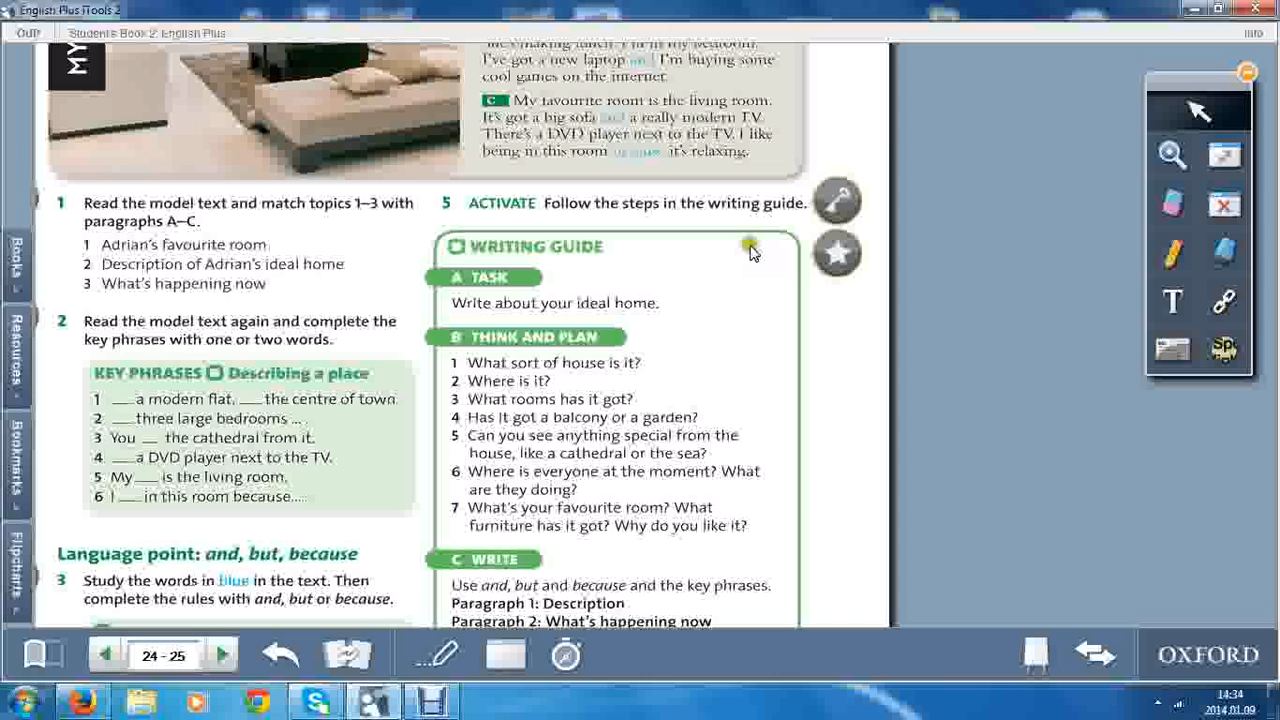 English Plus iTools 2
Students Book 2: English Plus
Info
MY
I've got a new laptop and I'm buying some
cool games on the internet.
C My favourite room is the living room.
It's got a big sofa and a really modern TV.
There's a DVD player next to the TV. I like
being in this room because it's relaxing.
1 Read the model text and match topics 1–3 with
paragraphs A–C.
1 Adrian's favourite room
2 Description of Adrian's ideal home
3 What's happening now
2 Read the model text again and complete the
key phrases with one or two words.
KEY PHRASES Describing a place
1 __ a modern flat, __ the centre of town.
2 __ three large bedrooms ...
3 You __ the cathedral from it.
4 __ a DVD player next to the TV.
5 My __ is the living room.
6 I __ in this room because....
Language point: and, but, because
3 Study the words in blue in the text. Then
complete the rules with and, but or because.
5 ACTIVATE Follow the steps in the writing guide.
WRITING GUIDE
A TASK
Write about your ideal home.
B THINK AND PLAN
1 What sort of house is it?
2 Where is it?
3 What rooms has it got?
4 Has it got a balcony or a garden?
5 Can you see anything special from the
house, like a cathedral or the sea?
6 Where is everyone at the moment? What
are they doing?
7 What's your favourite room? What
furniture has it got? Why do you like it?
C WRITE
Use and, but and because and the key phrases.
Paragraph 1: Description
Paragraph 2: What's happening now
Books
Resources
Bookmarks
Flipcharts
T
Sp
24 - 25
OXFORD
14:34
2014.01.09